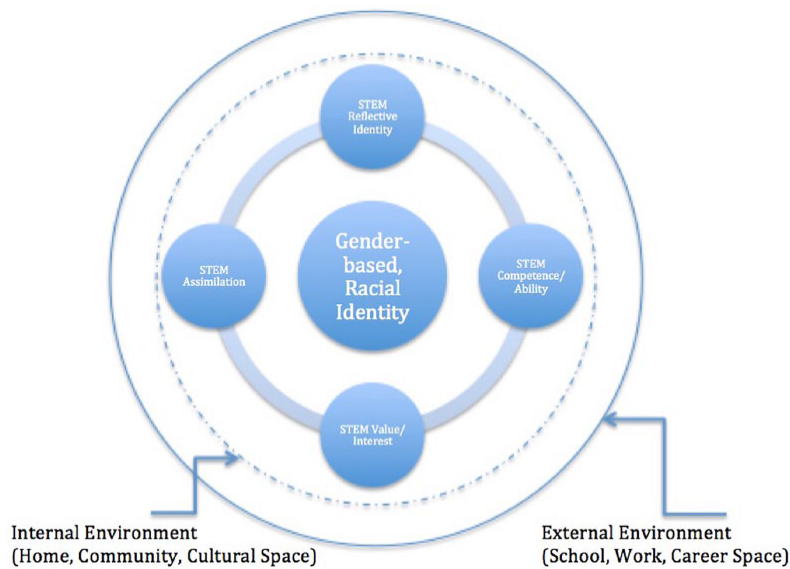 STEM
Reflective
Identity
Gender-
based,
Racial
Identity
STEM
Assimilation
STEM
Competence/
Ability
STEM Value/
Interest
Internal Environment
(Home, Community, Cultural Space)
External Environment
(School, Work, Career Space)